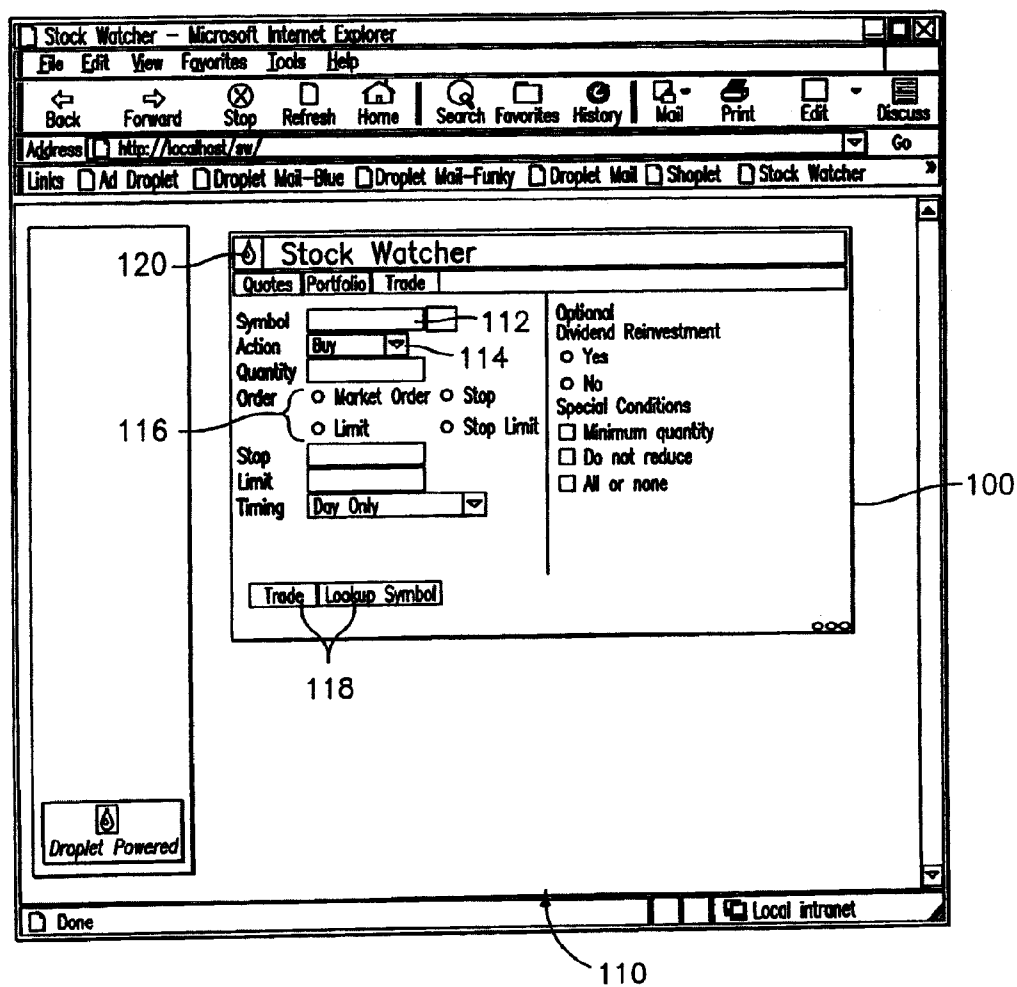 Stock Watcher - Microsoft Internet Explorer
File Edit View Favorites Tools Help
Back Forward Stop Refresh Home Search Favorites History Mail Print Edit Discuss
Address http://localhost/sw/ Go
Links Ad Droplet Droplet Mail-Blue Droplet Mail-Funky Droplet Mail Shoplet Stock Watcher »
120 Stock Watcher
Quotes Portfolio Trade
Symbol 112
Action Buy 114
Quantity
Order Market Order Stop
116 Limit Stop Limit
Stop
Limit
Timing Day Only
Optional
Dividend Reinvestment
Yes
No
Special Conditions
Minimum quantity
Do not reduce
All or none
100
Trade Lookup Symbol
118
Droplet Powered
Done Local intranet
110